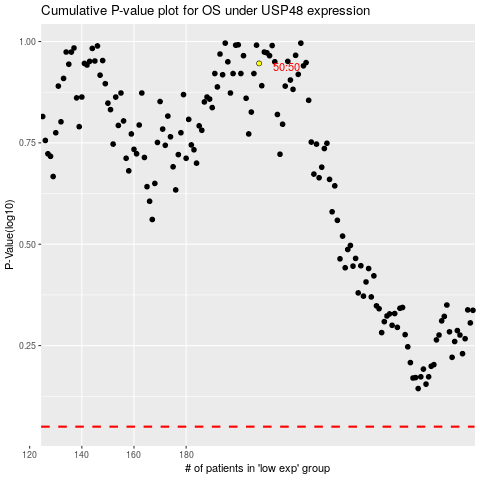 Cumulative P-value plot for OS under USP48 expression
P-Value(log10)
1.00
0.75
0.50
0.25
50:50
120 140 160 180
# of patients in 'low exp' group